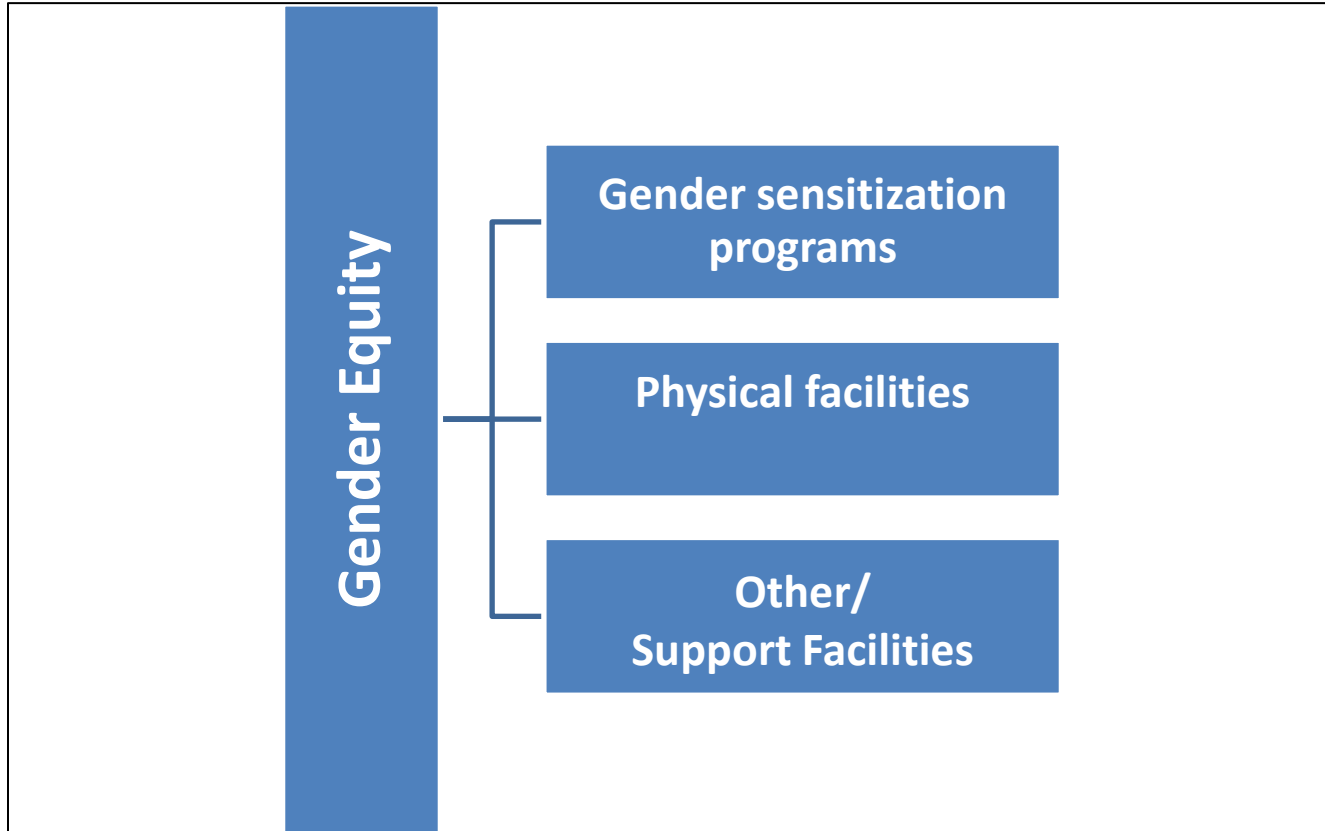 Gender Equity
Gender sensitization
programs
Physical facilities
Other/
Support Facilities